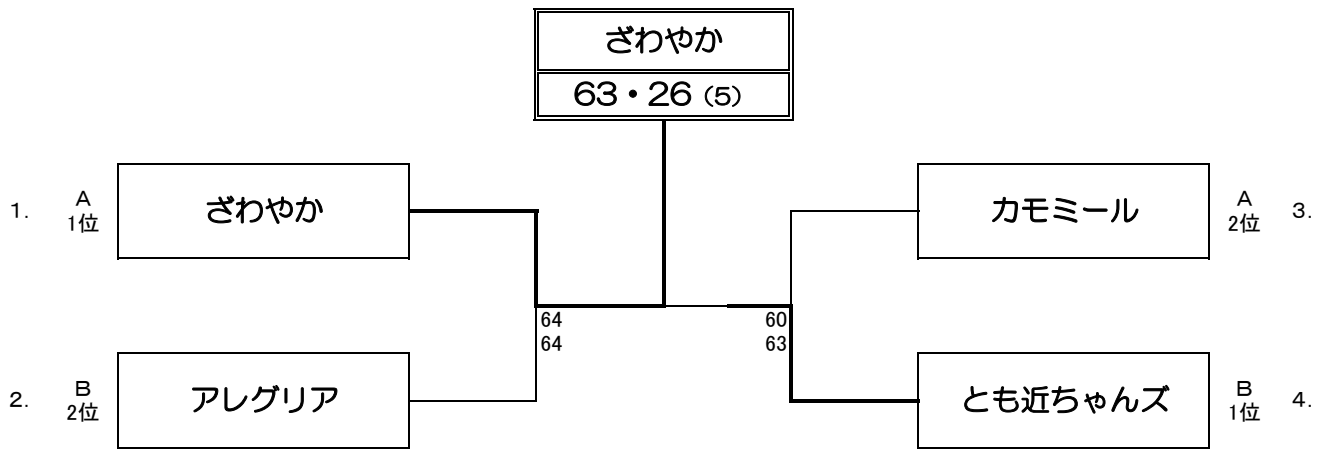 ざわやか
63・26（5）
1. A 1位 ざわやか
カモミール A 2位 3.
64 60
64 63
2. B 2位 アレグリア
とも近ちゃんズ B 1位 4.